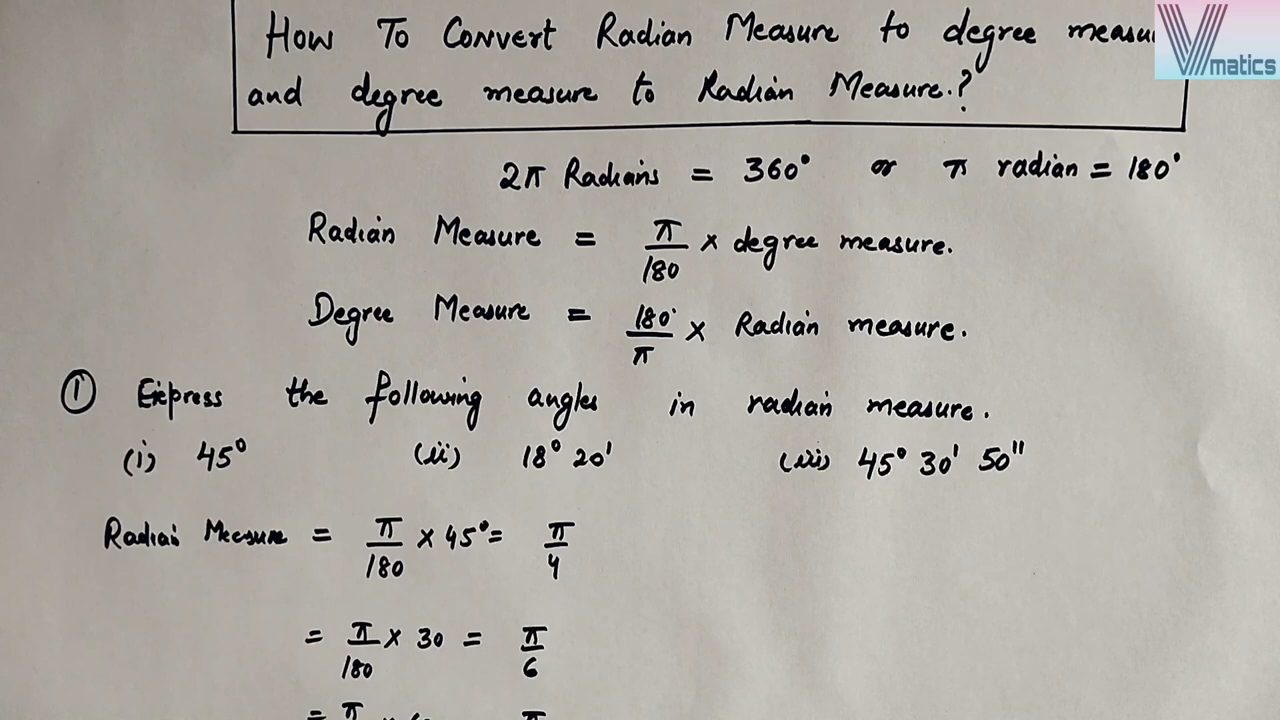 How To Convert Radian Measure to degree measu
and degree measure to Radian Measure.?
Vmatics
2π Radians = 360° or π radian = 180°
Radian Measure = π/180 × degree measure.
Degree Measure = 180°/π × Radian measure.
① Express the following angles in radian measure.
(i) 45° (ii) 18° 20' (iii) 45° 30' 50"
Radian Measure = π/180 × 45° = π/4
= π/180 × 30 = π/6
= π